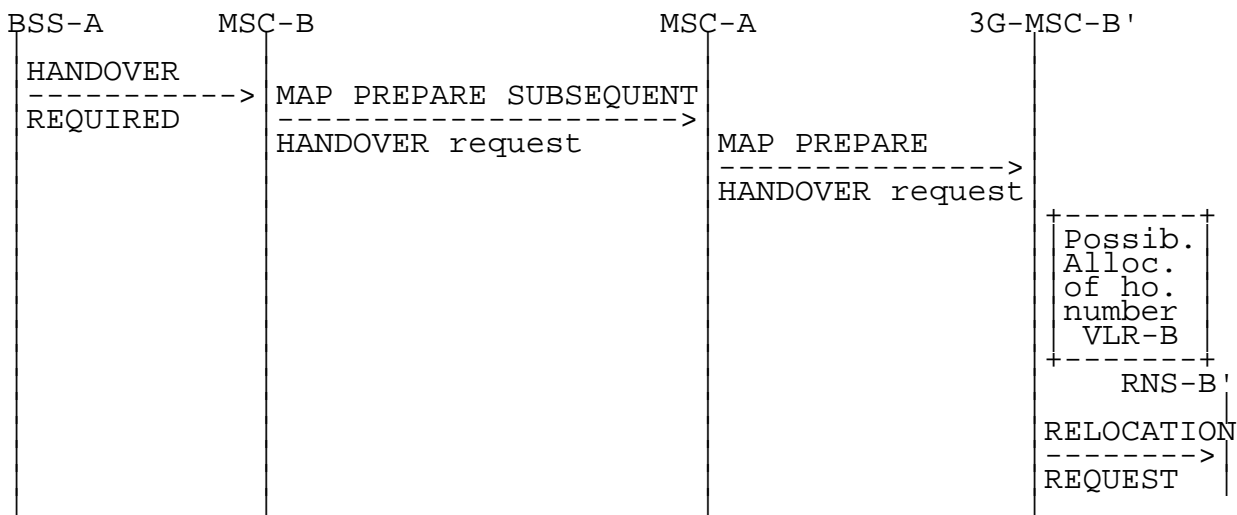 BSS-A MSC-B MSC-A 3G-MSC-B'
HANDOVER
REQUIRED
MAP PREPARE SUBSEQUENT
HANDOVER request
MAP PREPARE
HANDOVER request
Possib.
Alloc.
of ho.
number
VLR-B
RNS-B'
RELOCATION
REQUEST